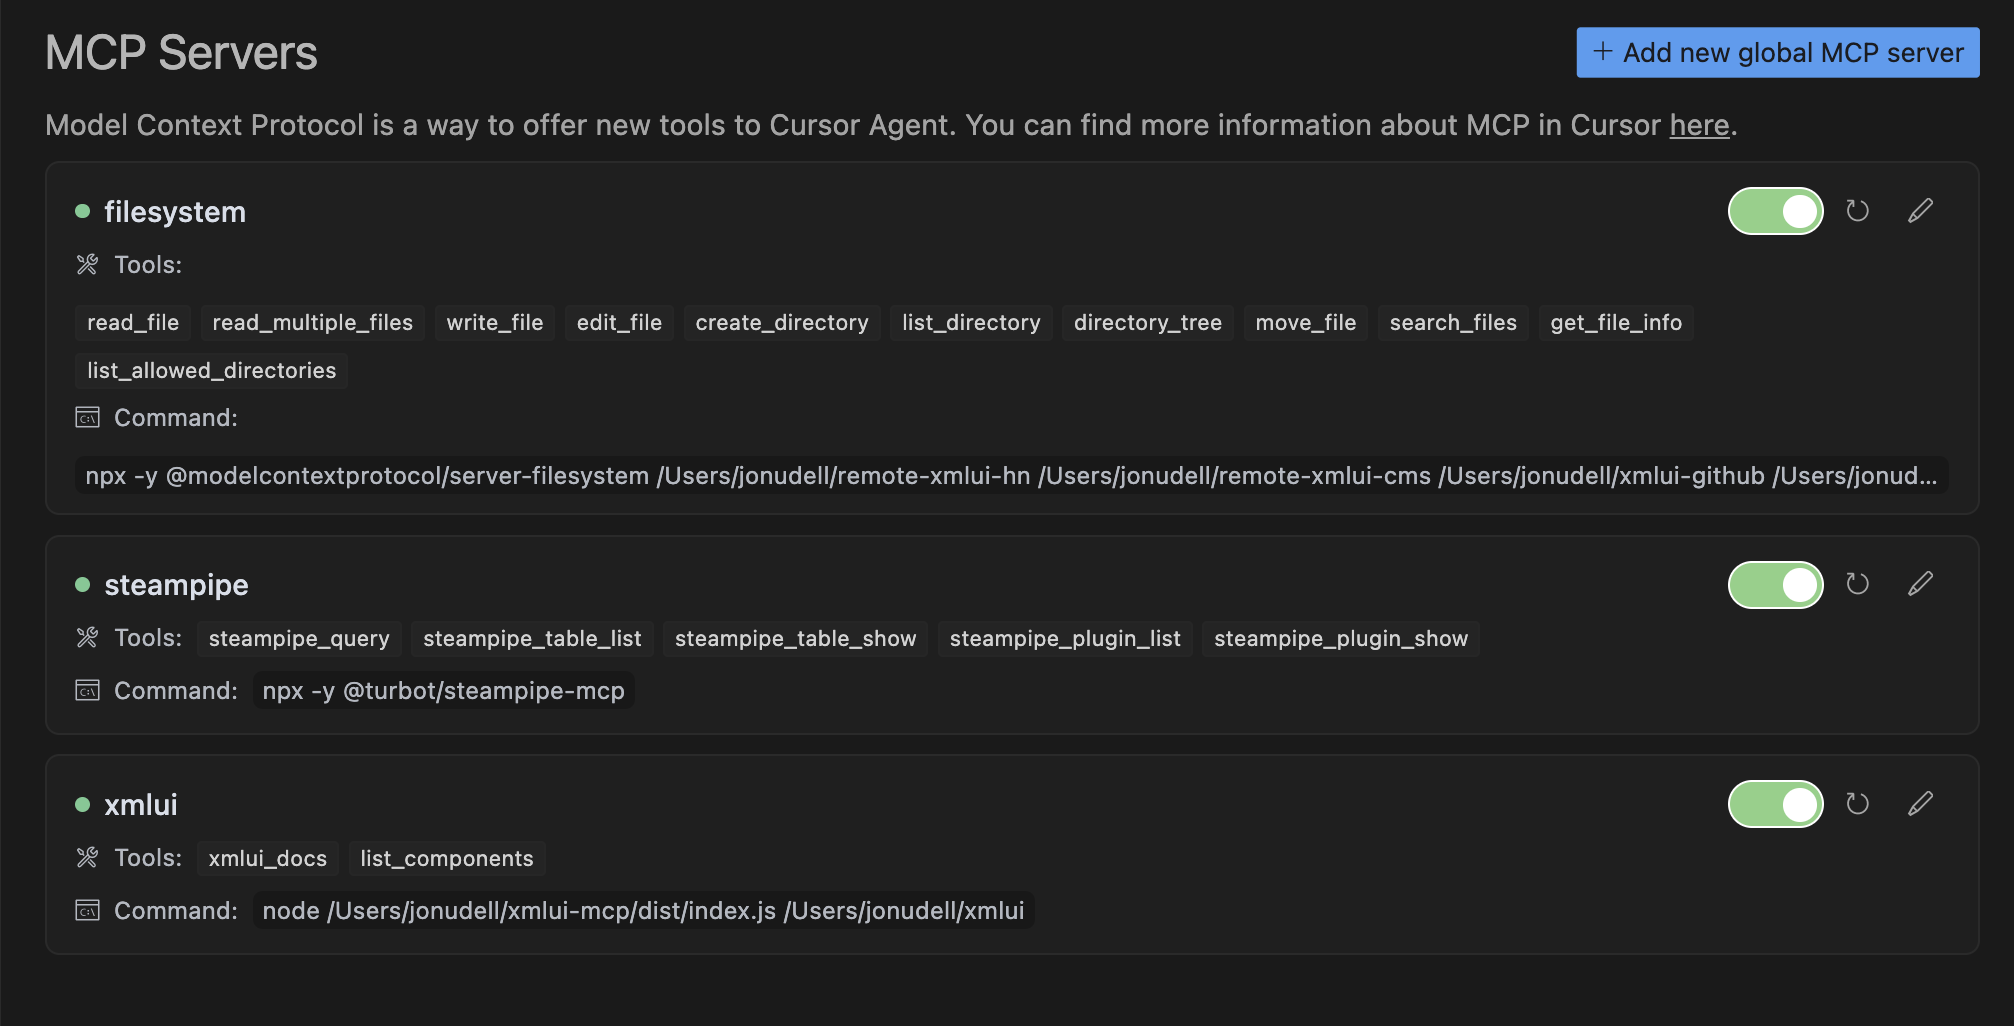 MCP Servers
+ Add new global MCP server
Model Context Protocol is a way to offer new tools to Cursor Agent. You can find more information about MCP in Cursor here.
filesystem
Tools:
read_file read_multiple_files write_file edit_file create_directory list_directory directory_tree move_file search_files get_file_info
list_allowed_directories
C:\ Command:
npx -y @modelcontextprotocol/server-filesystem /Users/jonudell/remote-xmlui-hn /Users/jonudell/remote-xmlui-cms /Users/jonudell/xmlui-github /Users/jonud...
steampipe
Tools: steampipe_query steampipe_table_list steampipe_table_show steampipe_plugin_list steampipe_plugin_show
C:\ Command: npx -y @turbot/steampipe-mcp
xmlui
Tools: xmlui_docs list_components
C:\ Command: node /Users/jonudell/xmlui-mcp/dist/index.js /Users/jonudell/xmlui